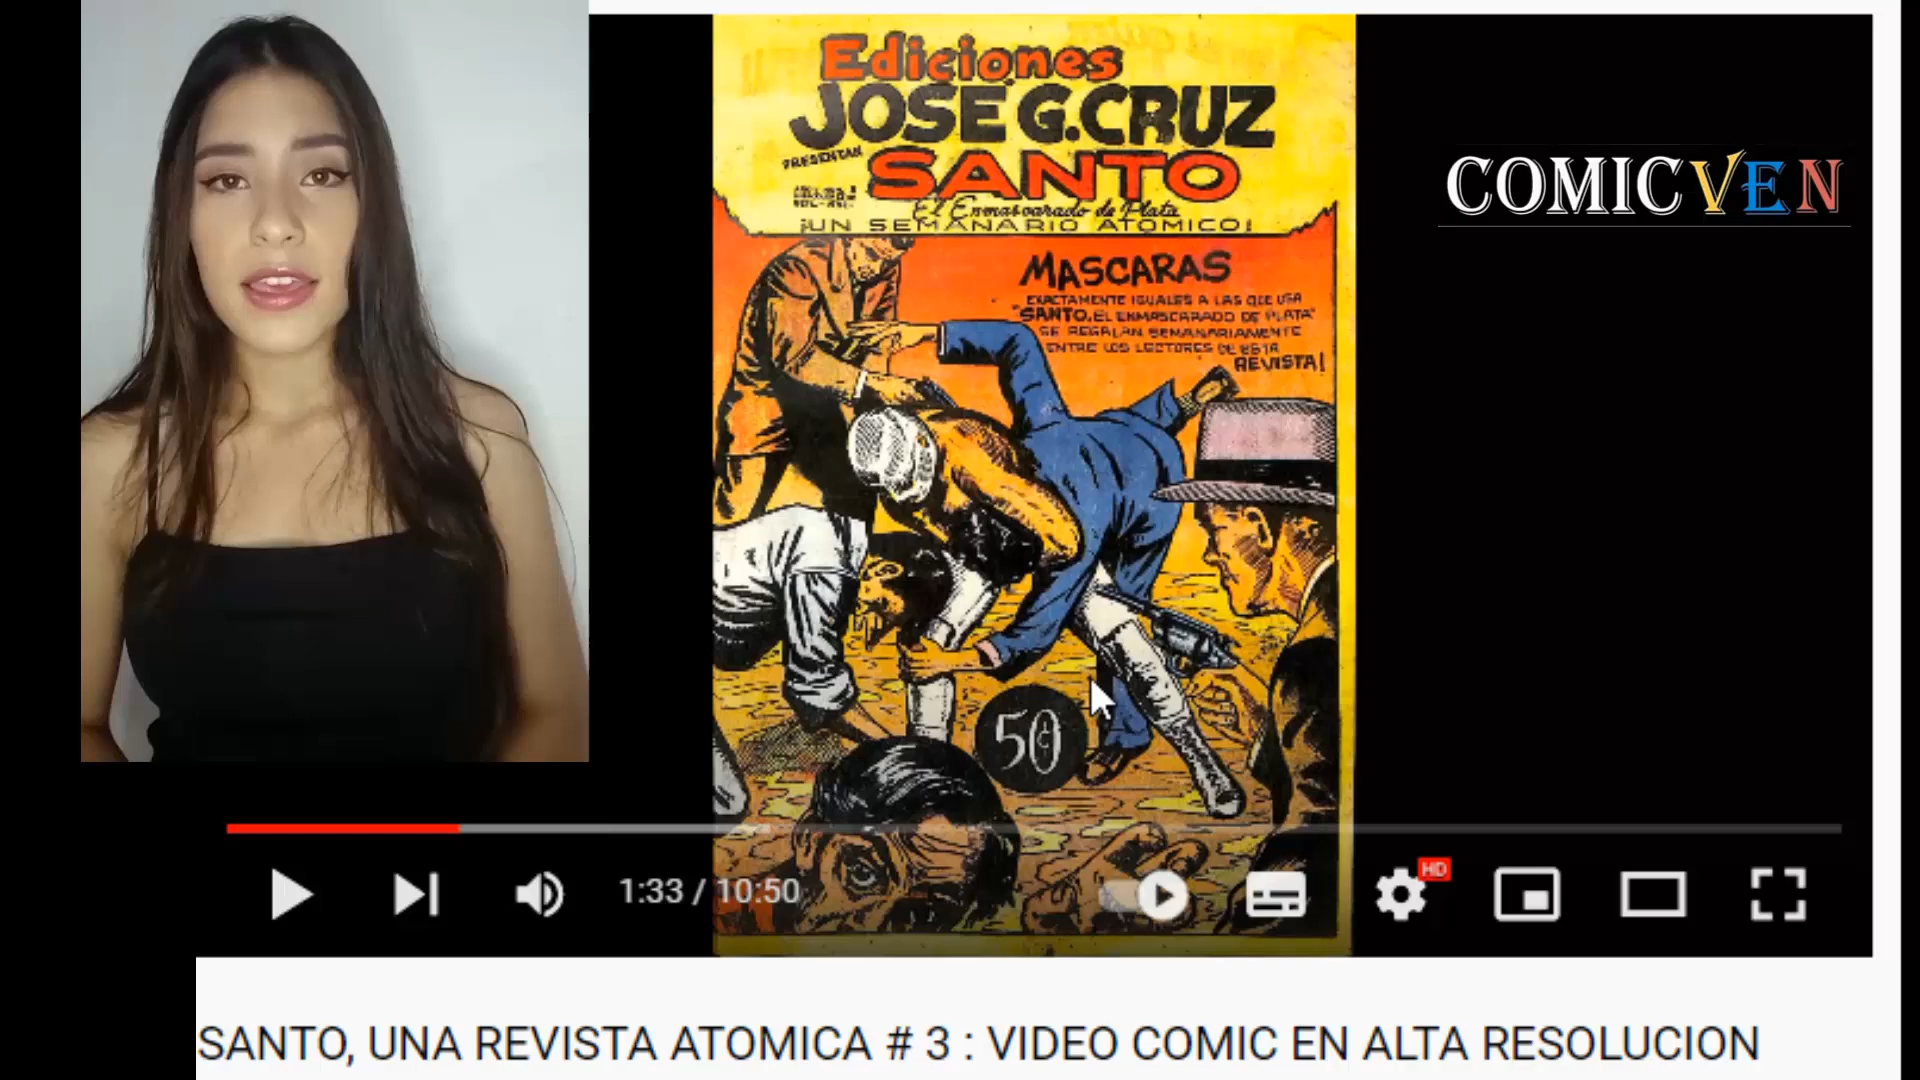 Ediciones
JOSE G. CRUZ
PRESENTAN
SANTO
El Enmascarado de Plata
¡UN SEMANARIO ATOMICO!
MASCARAS
EXACTAMENTE IGUALES A LAS QUE USA
"SANTO, EL ENMASCARADO DE PLATA"
SE REGALAN SEMANARIAMENTE
ENTRE LOS LECTORES DE ESTA
REVISTA!
50¢
COMICVEN
1:33 / 10:50
HD
SANTO, UNA REVISTA ATOMICA # 3 : VIDEO COMIC EN ALTA RESOLUCION